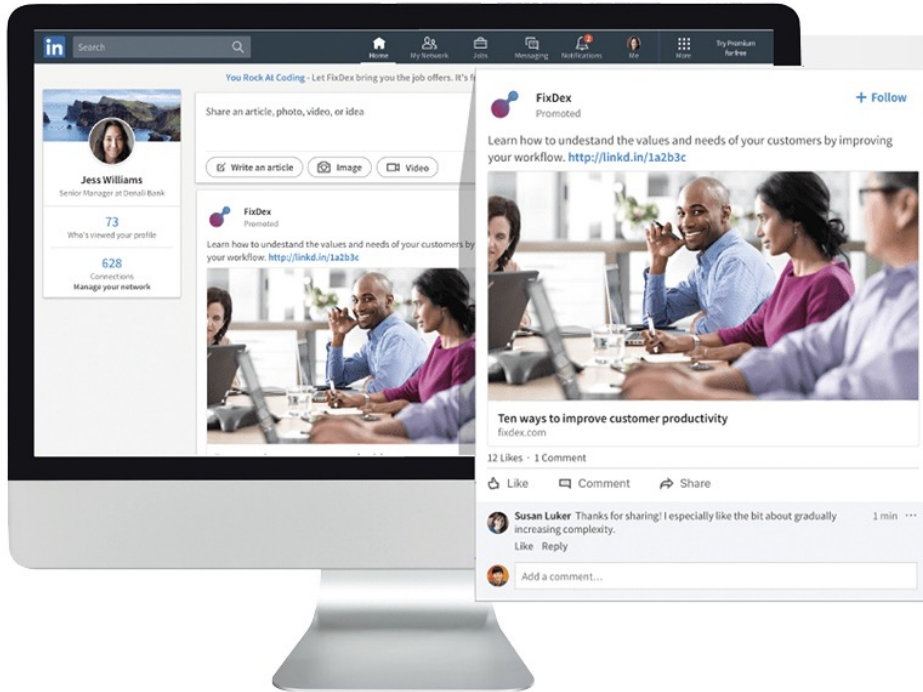 in
Search
Home
My Network
Jobs
Messaging
2
Notifications
Me
More
Try Premium
for free
You Rock At Coding - Let FixDex bring you the job offers. It's f
Jess Williams
Senior Manager at Denali Bank
73
Who's viewed your profile
628
Connections
Manage your network
Share an article, photo, video, or idea
Write an article
Image
Video
FixDex
Promoted
Learn how to undestand the values and needs of your customers by
your workflow. http://linkd.in/1a2b3c
FixDex
Promoted
+ Follow
Learn how to undestand the values and needs of your customers by improving
your workflow. http://linkd.in/1a2b3c
Ten ways to improve customer productivity
fixdex.com
12 Likes · 1 Comment
Like
Comment
Share
Susan Luker Thanks for sharing! I especially like the bit about gradually
increasing complexity.
1 min ···
Like Reply
Add a comment...